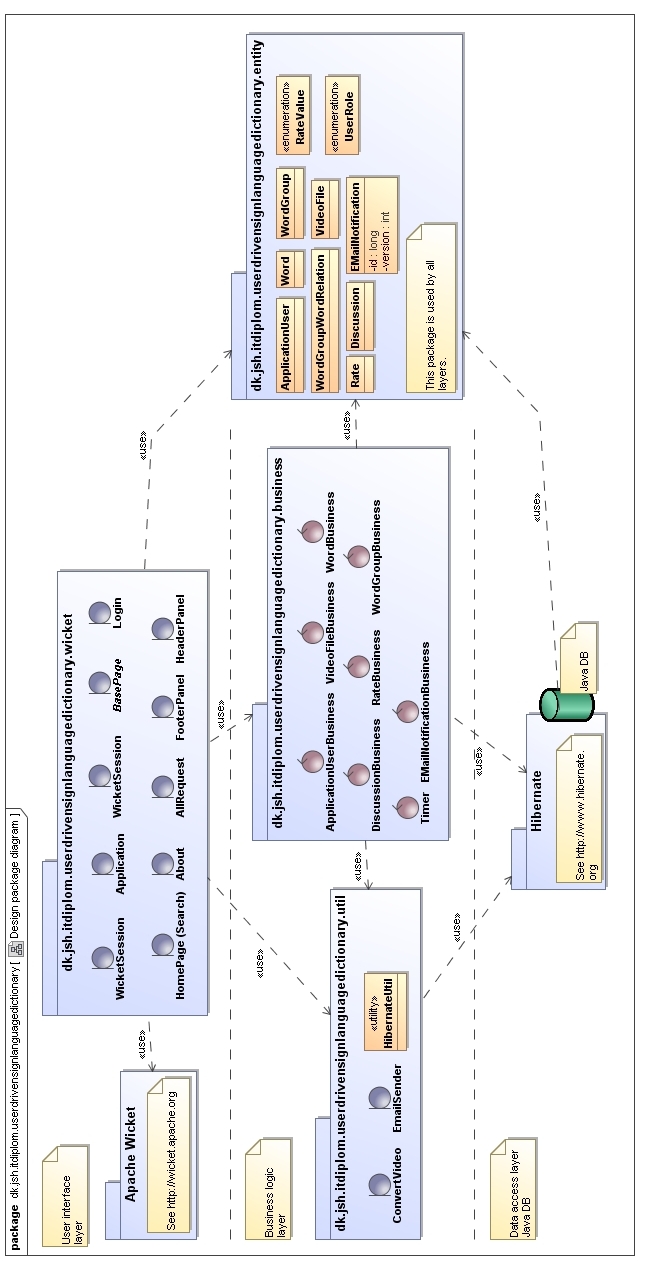 package dk.jsh.itdiplom.userdrivensignlanguagedictionary [ Design package diagram ]
User interface
layer
Apache Wicket
See http://wicket.apache.org
«use»
dk.jsh.itdiplom.userdrivensignlanguagedictionary.wicket
WicketSession
Application
WicketSession
BasePage
Login
HomePage (Search)
About
AllRequest
FooterPanel
HeaderPanel
«use»
«use»
«use»
Business logic
layer
dk.jsh.itdiplom.userdrivensignlanguagedictionary.util
ConvertVideo
EmailSender
«utility»
HibernateUtil
«use»
dk.jsh.itdiplom.userdrivensignlanguagedictionary.business
ApplicationUserBusiness
VideoFileBusiness
WordBusiness
DiscussionBusiness
RateBusiness
WordGroupBusiness
Timer
EMailNotificationBusiness
«use»
dk.jsh.itdiplom.userdrivensignlanguagedictionary.entity
ApplicationUser
Word
WordGroup
«enumeration»
RateValue
WordGroupWordRelation
VideoFile
«enumeration»
UserRole
Rate
Discussion
EMailNotification
-id : long
-version : int
This package is used by all
layers.
«use»
«use»
«use»
Data access layer
Java DB
Hibernate
See http://www.hibernate.
org
Java DB